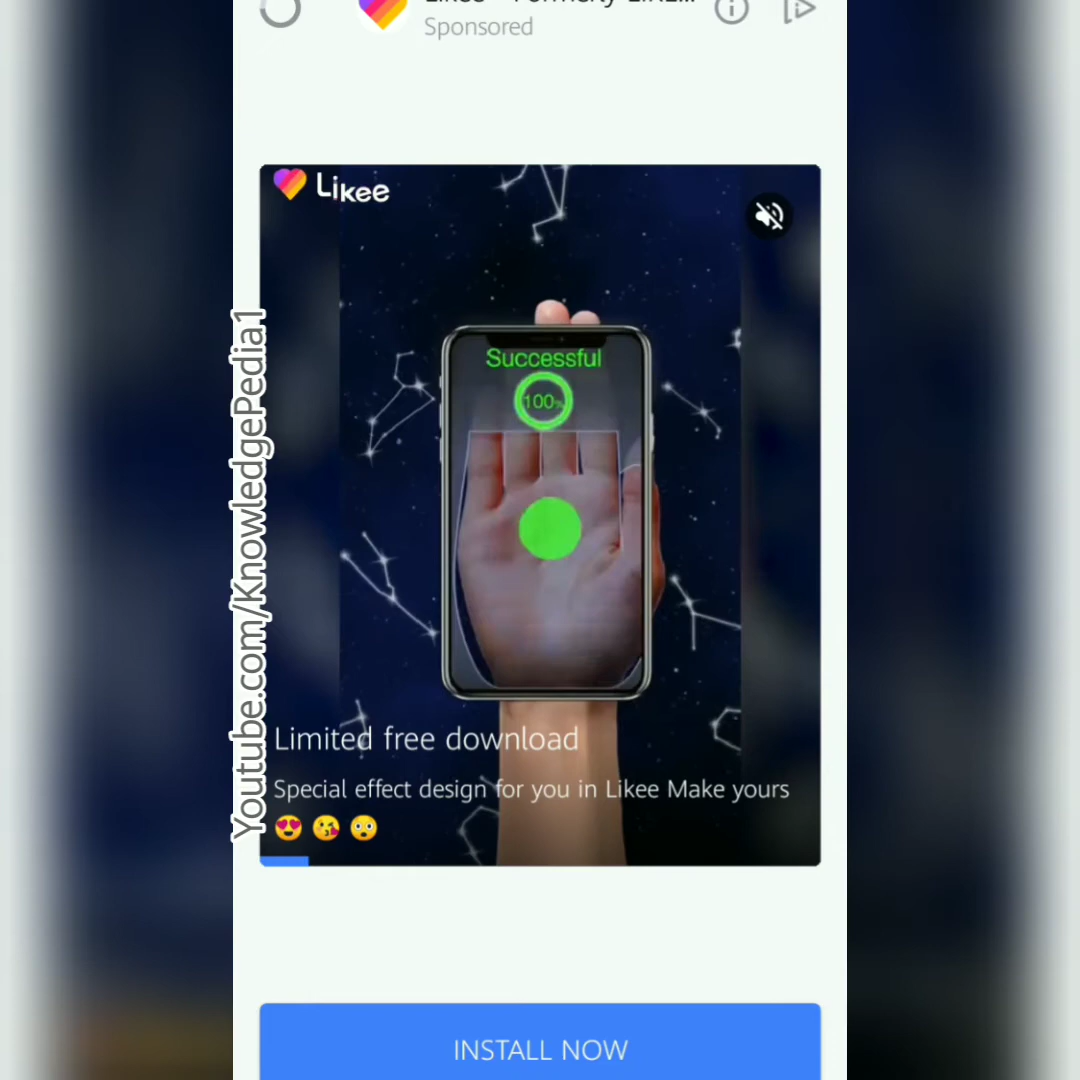 Sponsored
Likee
Successful
100%
Limited free download
Special effect design for you in Likee Make yours
😍 😘 😳
INSTALL NOW
Youtube.com/KnowledgePedia1